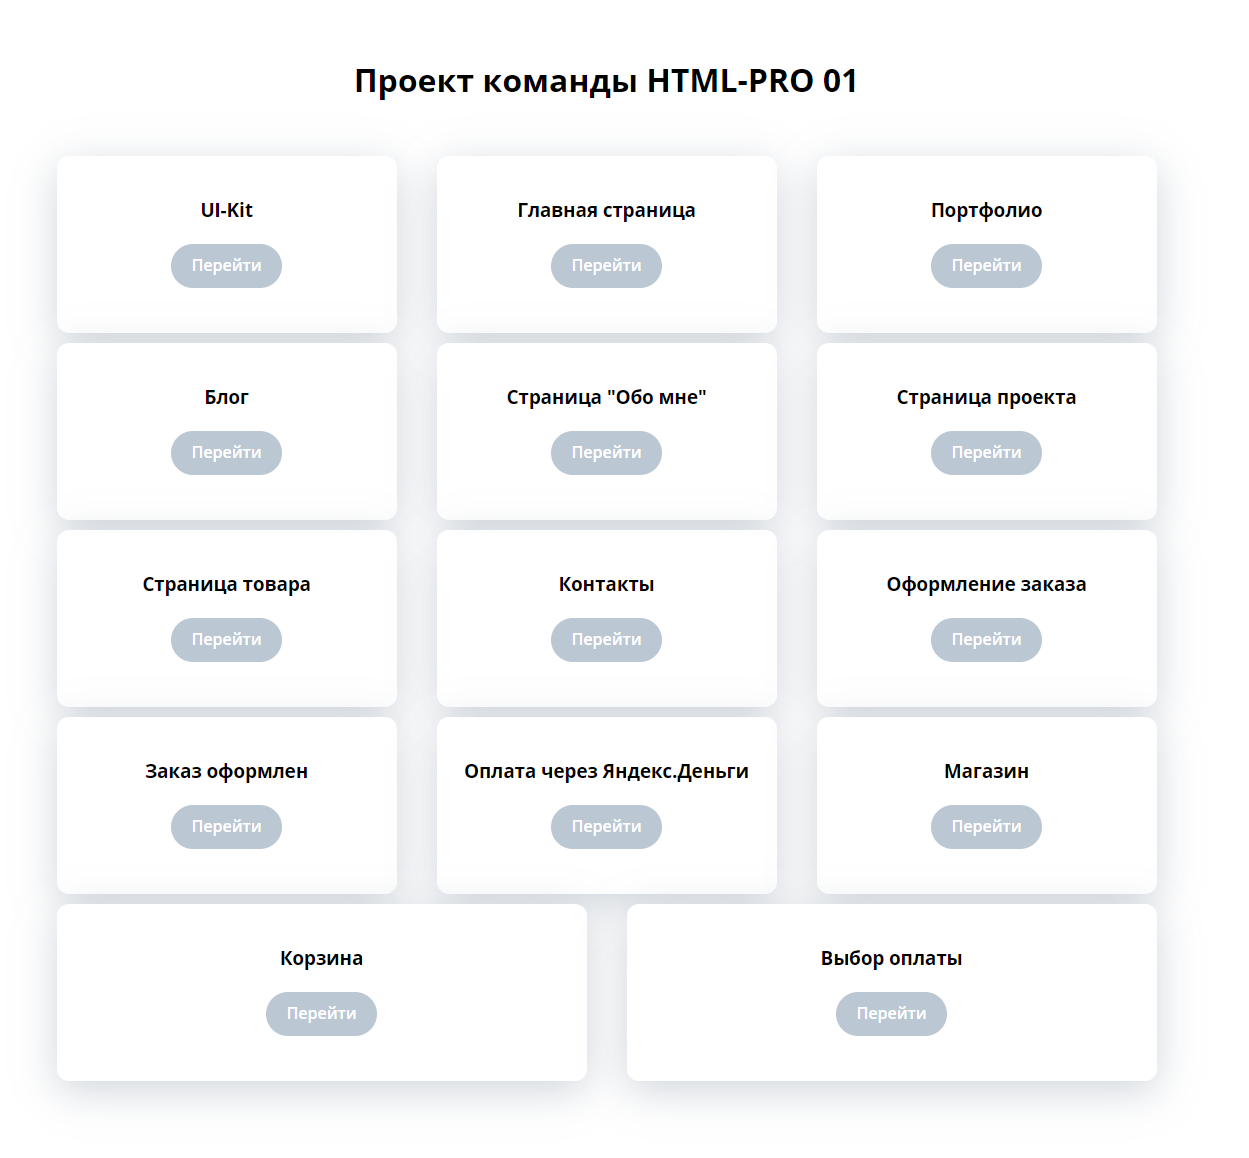 Проект команды HTML-PRO 01
UI-Kit
Главная страница
Портфолио
Перейти
Перейти
Перейти
Блог
Страница "Обо мне"
Страница проекта
Перейти
Перейти
Перейти
Страница товара
Контакты
Оформление заказа
Перейти
Перейти
Перейти
Заказ оформлен
Оплата через Яндекс.Деньги
Магазин
Перейти
Перейти
Перейти
Корзина
Выбор оплаты
Перейти
Перейти